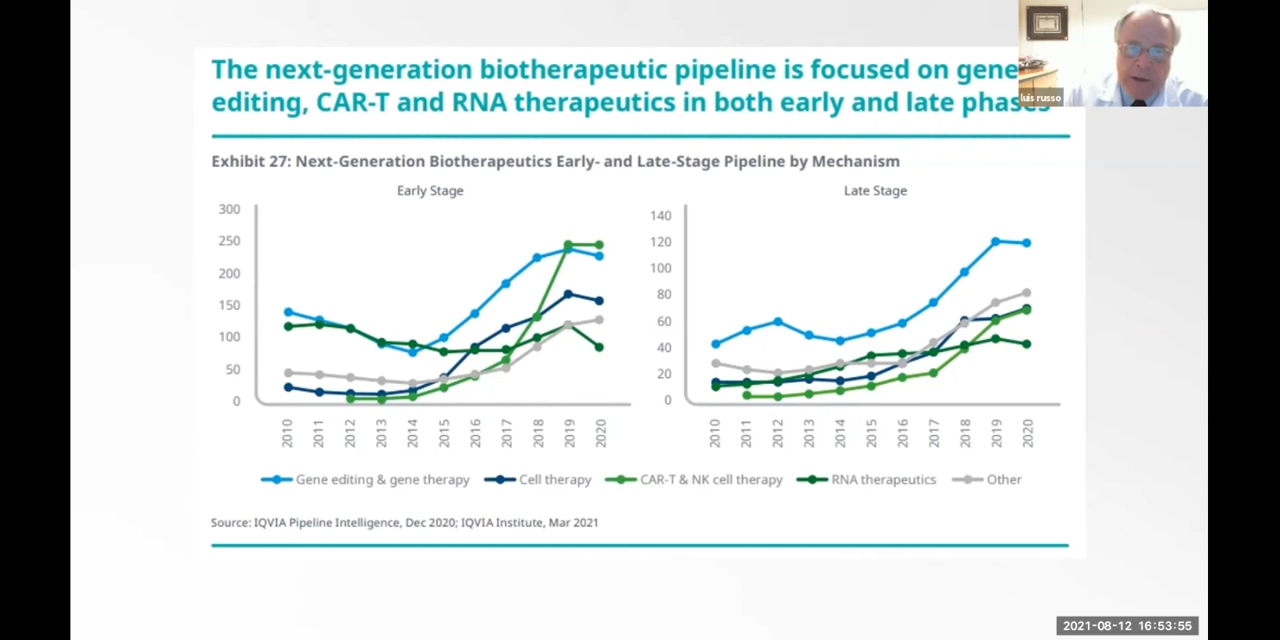 The next-generation biotherapeutic pipeline is focused on gene
editing, CAR-T and RNA therapeutics in both early and late phases
luis russo
Exhibit 27: Next-Generation Biotherapeutics Early- and Late-Stage Pipeline by Mechanism
Early Stage
300
250
200
150
100
50
0
2010 2011 2012 2013 2014 2015 2016 2017 2018 2019 2020
Late Stage
140
120
100
80
60
40
20
0
2010 2011 2012 2013 2014 2015 2016 2017 2018 2019 2020
Gene editing & gene therapy Cell therapy CAR-T & NK cell therapy RNA therapeutics Other
Source: IQVIA Pipeline Intelligence, Dec 2020; IQVIA Institute, Mar 2021
2021-08-12 16:53:55